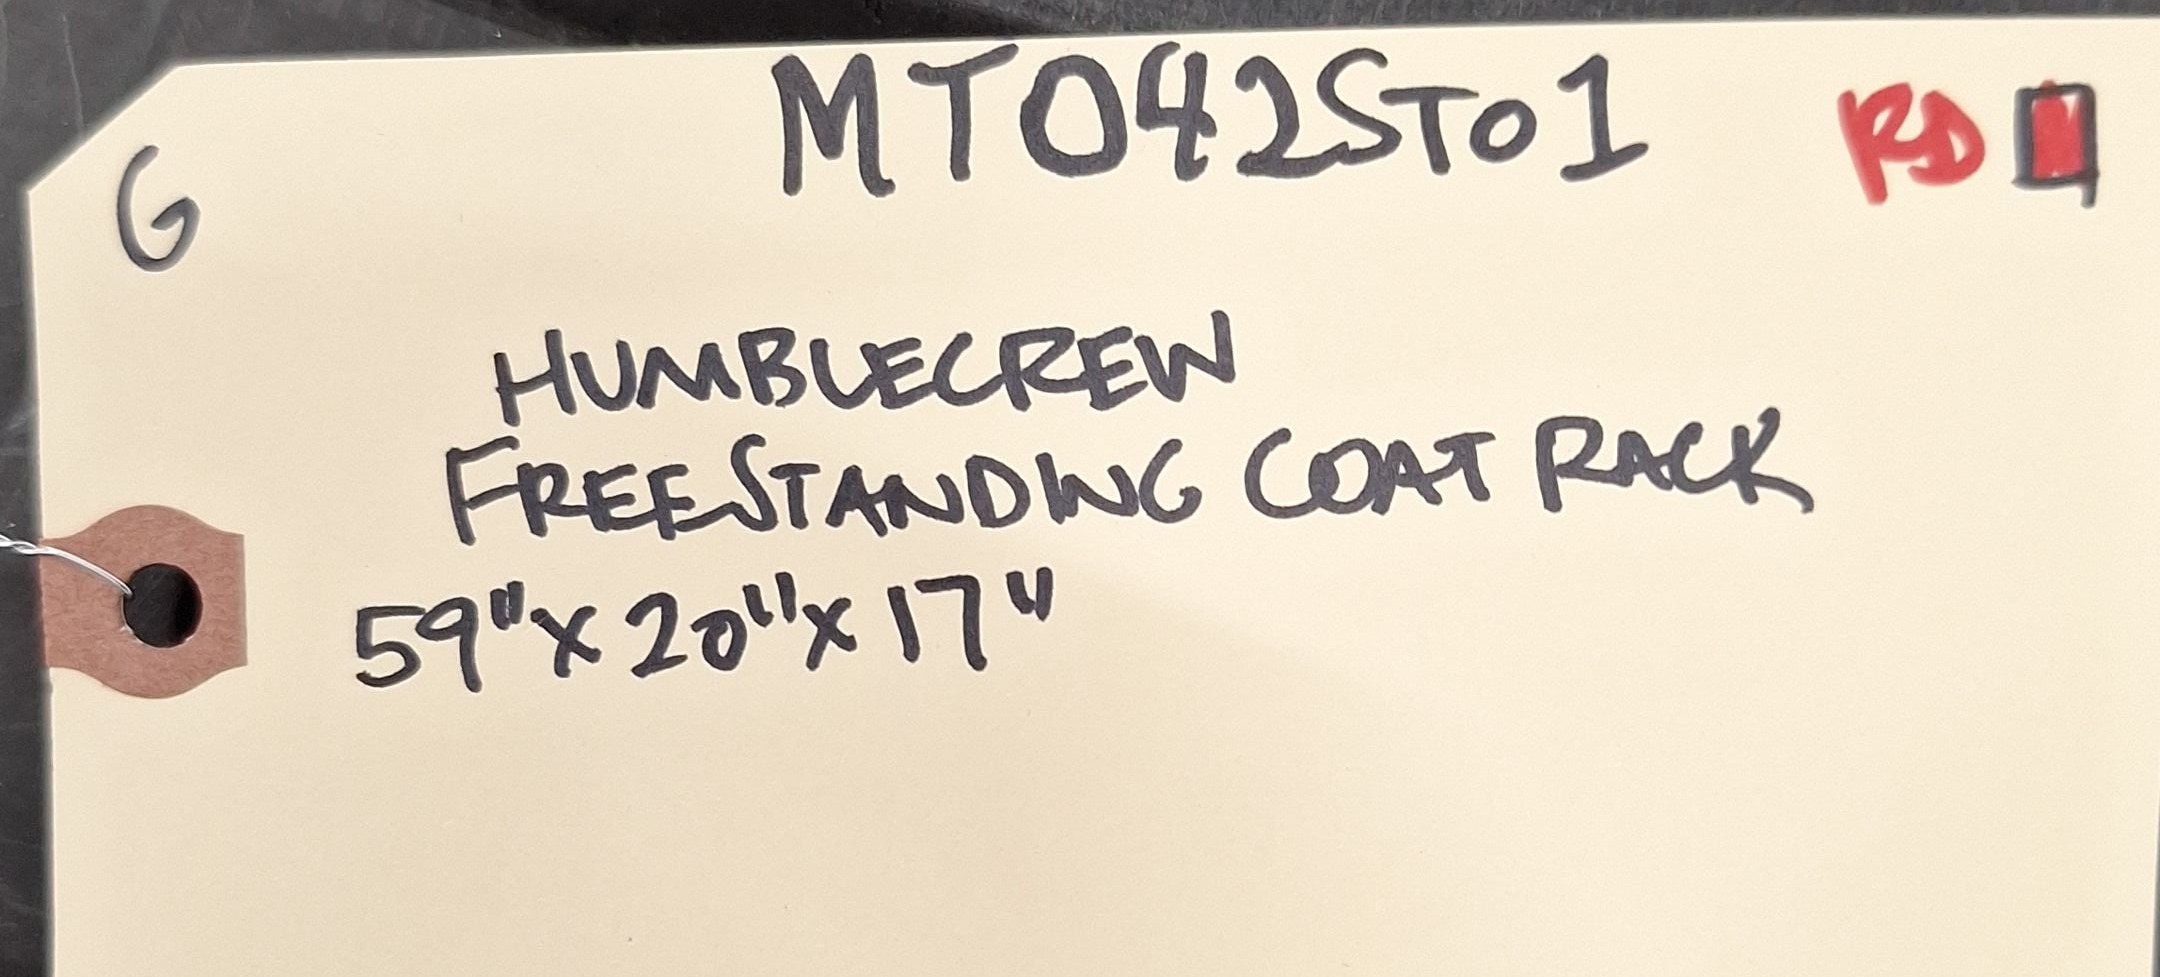 MT042ST01 RD
G
HUMBLECREW
FREESTANDING COAT RACK
59"x 20"x 17"